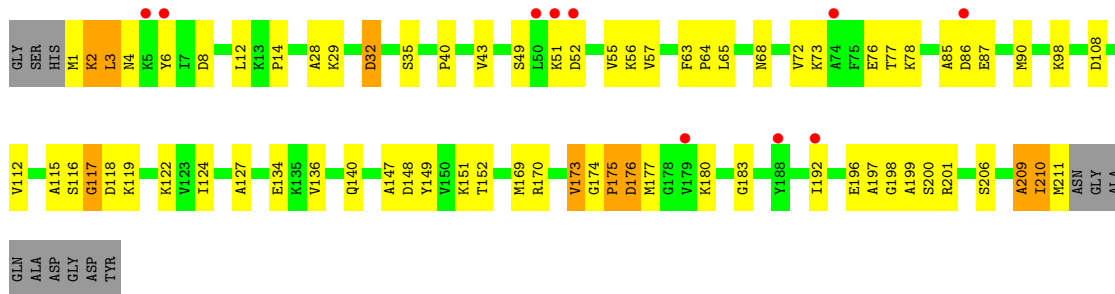 GLY SER HIS M1 K2 L3 N4 K5 Y6 I7 D8 L12 K13 P14 A28 K29 D32 S35 P40 V43 S49 L50 K51 D52 V55 K56 V57 F63 P64 L65 N68 V72 K73 A74 F75 E76 T77 K78 A85 D86 E87 M90 K98 D108
V112 A115 S116 G117 D118 K119 K122 V123 I124 A127 E134 K135 V136 Q140 A147 D148 Y149 V150 K151 T152 M169 R170 V173 G174 P175 D176 M177 G178 V179 K180 G183 Y188 I192 E196 A197 G198 A199 S200 R201 S206 A209 I210 M211 ASN GLY ALA
GLN ALA ASP GLY ASP TYR